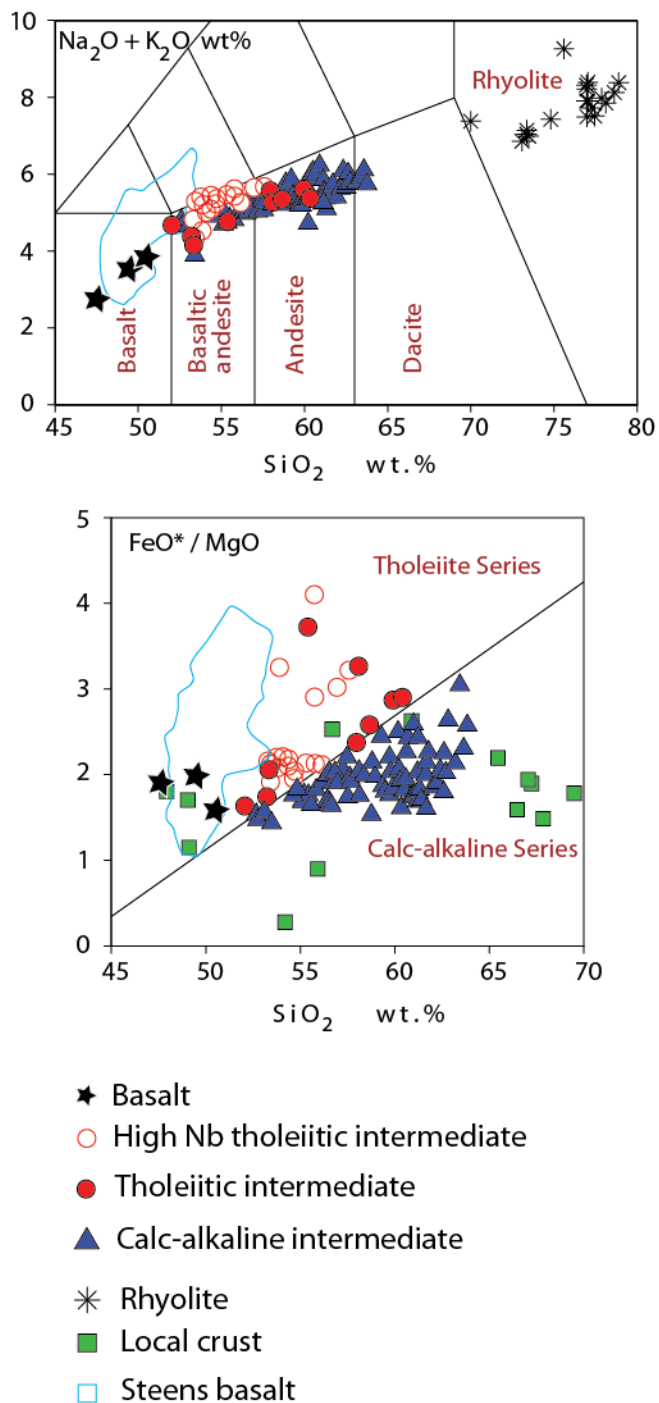 10
8
6
4
2
0
Na₂O + K₂O wt%
Rhyolite
Basalt
Basaltic
andesite
Andesite
Dacite
45 50 55 60 65 70 75 80
SiO₂ wt.%
5
4
3
2
1
0
FeO* / MgO
Tholeiite Series
Calc-alkaline Series
45 50 55 60 65 70
SiO₂ wt.%
Basalt
High Nb tholeiitic intermediate
Tholeiitic intermediate
Calc-alkaline intermediate
Rhyolite
Local crust
Steens basalt